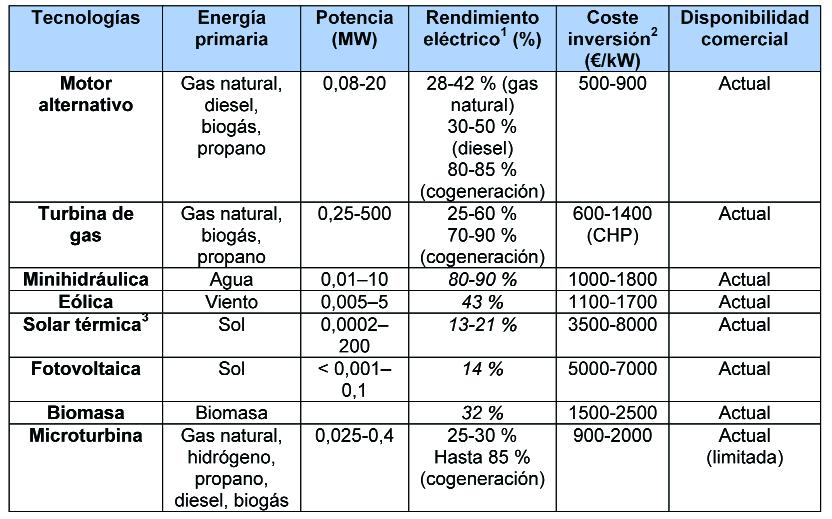 Tecnologías Energía primaria Potencia (MW) Rendimiento eléctrico1 (%) Coste inversión2 (€/kW) Disponibilidad comercial
Motor alternativo Gas natural, diesel, biogás, propano 0,08-20 28-42 % (gas natural) 30-50 % (diesel) 80-85 % (cogeneración) 500-900 Actual
Turbina de gas Gas natural, biogás, propano 0,25-500 25-60 % 70-90 % (cogeneración) 600-1400 (CHP) Actual
Minihidráulica Agua 0,01–10 80-90 % 1000-1800 Actual
Eólica Viento 0,005–5 43 % 1100-1700 Actual
Solar térmica3 Sol 0,0002–200 13-21 % 3500-8000 Actual
Fotovoltaica Sol < 0,001–0,1 14 % 5000-7000 Actual
Biomasa Biomasa 32 % 1500-2500 Actual
Microturbina Gas natural, hidrógeno, propano, diesel, biogás 0,025-0,4 25-30 % Hasta 85 % (cogeneración) 900-2000 Actual (limitada)